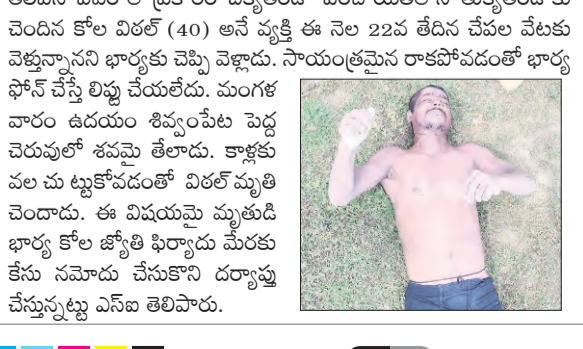 చెందిన కోల విఠల్ (40) అనే వ్యక్తి ఈ నెల 22వ తేదిన చేపల వేటకు
వెళ్తున్నానని భార్యకు చెప్పి వెళ్లాడు. సాయంత్రమైన రాకపోవడంతో భార్య
ఫోన్ చేస్తే లిఫ్టు చేయలేదు. మంగళ
వారం ఉదయం శివ్వంపేట పెద్ద
చెరువులో శవమై తేలాడు. కాళ్లకు
వల చు ట్టుకోవడంతో విఠల్ మృతి
చెందాడు. ఈ విషయమై మృతుడి
భార్య కోల జ్యోతి ఫిర్యాదు మేరకు
కేసు నమోదు చేసుకొని దర్యాప్తు
చేస్తున్నట్టు ఎస్ఐ తెలిపారు.